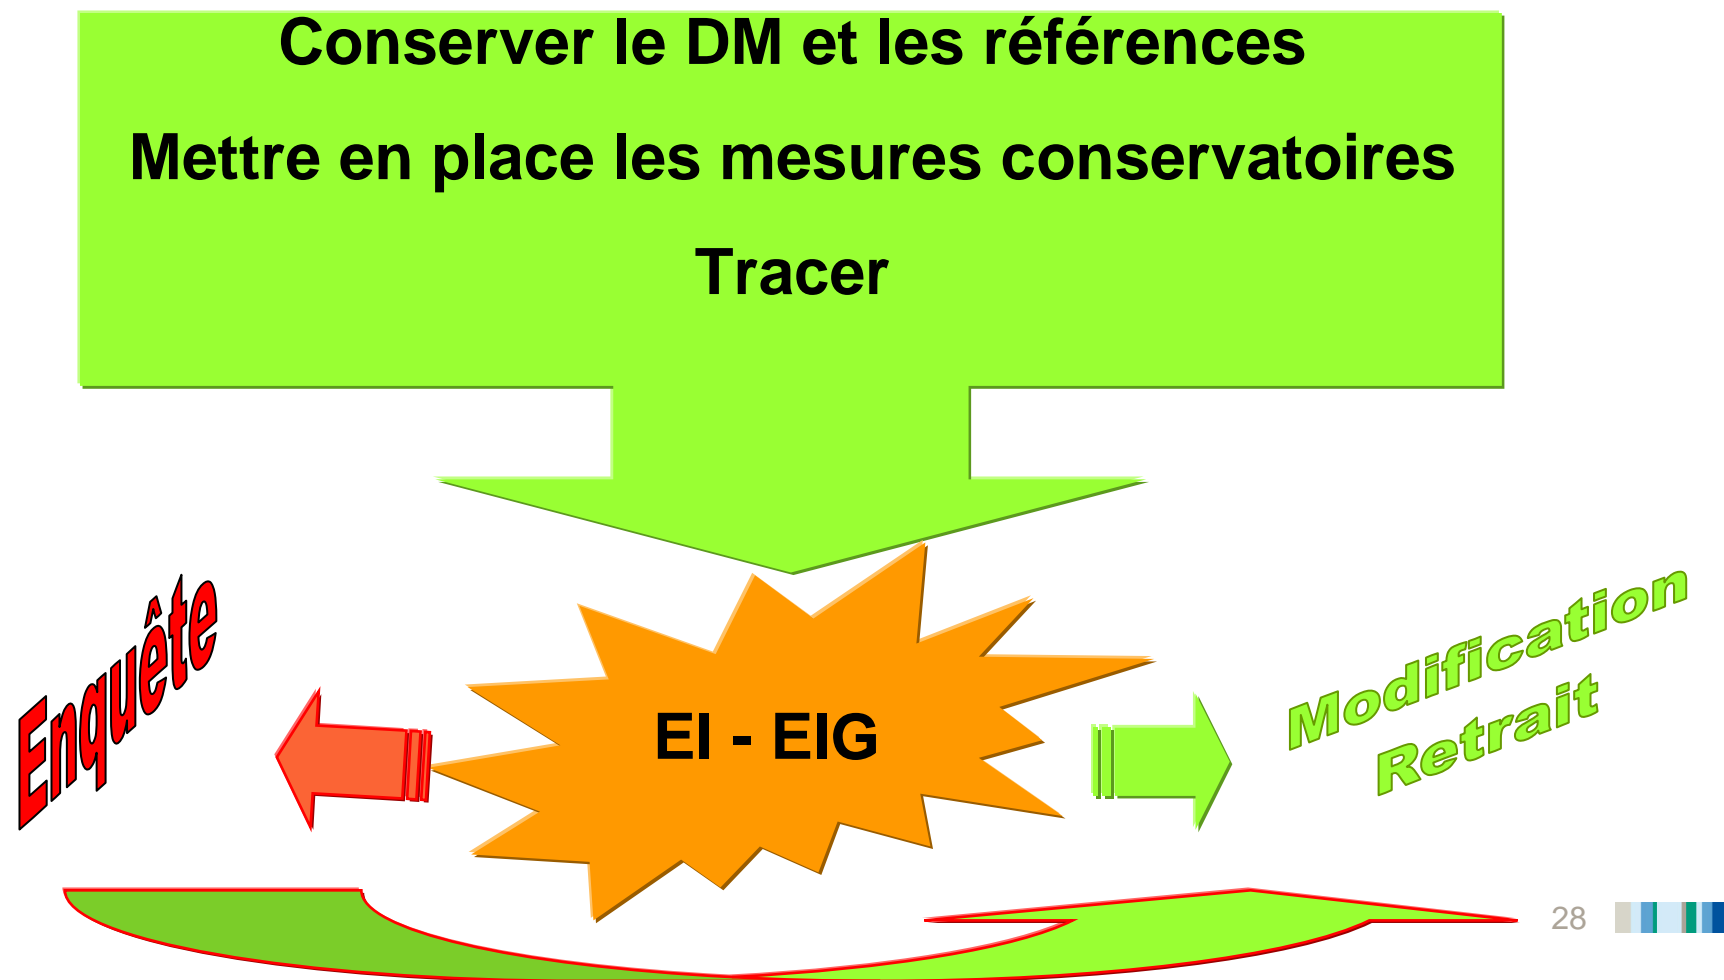 Conserver le DM et les références
Mettre en place les mesures conservatoires
Tracer
Enquête
EI - EIG
Modification
Retrait
28